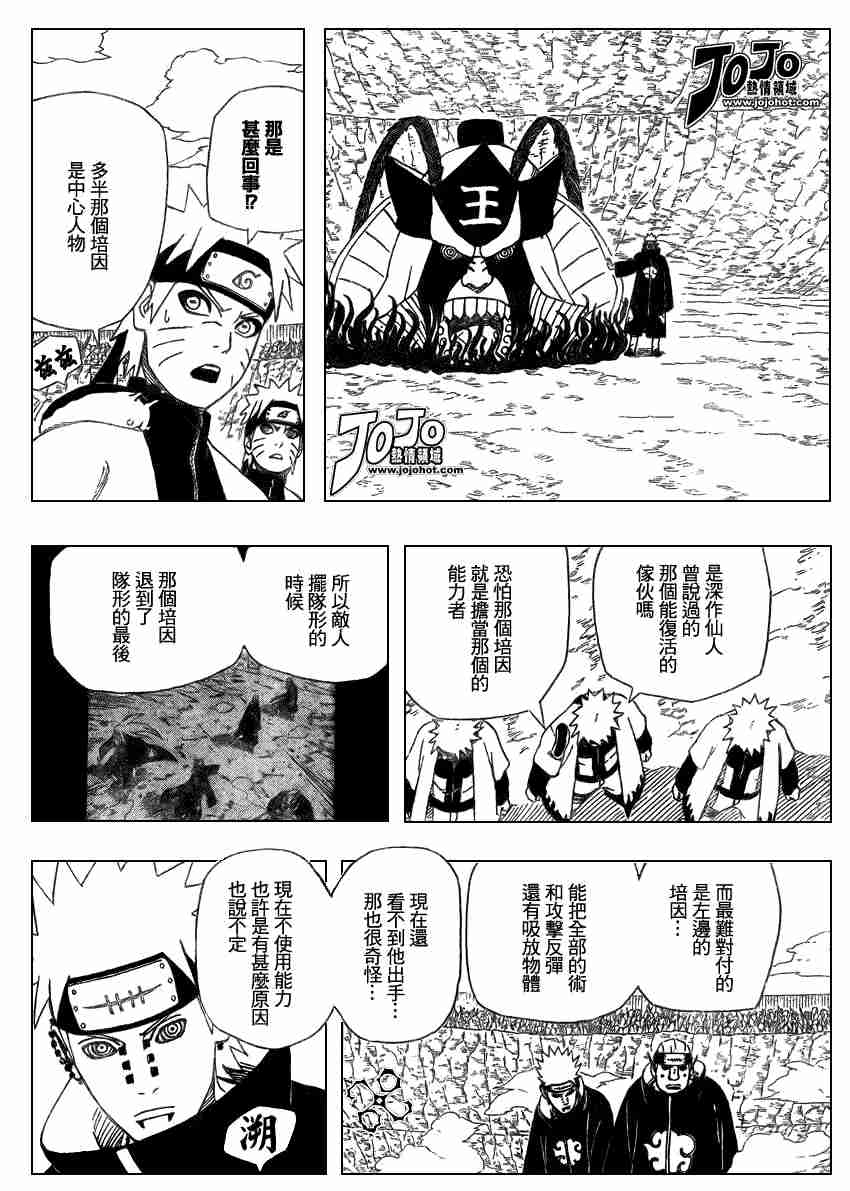 JOJO
熱情領域
www.jojohot.com
王
JOJO
熱情領域
www.jojohot.com
那是
甚麼回事!?
多半那個培因
是中心人物
茲茲
是深作仙人
曾說過的
那個能復活的
傢伙嗎
恐怕那個培因
就是擔當那個的
能力者
所以敵人
擺隊形的
時候
那個培因
退到了
隊形的最後
而最難對付的
是左邊的
培因…
能把全部的術
和攻擊反彈
還有吸放物體
現在還
看不到他出手…
那也很奇怪…
現在不使用能力
也許是有甚麼原因
也說不定
溯